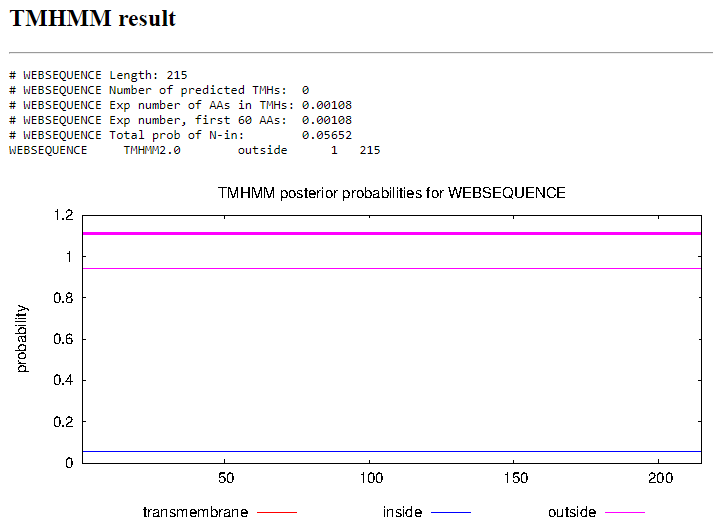 TMHMM result
# WEBSEQUENCE Length: 215
# WEBSEQUENCE Number of predicted TMHs:  0
# WEBSEQUENCE Exp number of AAs in TMHs: 0.00108
# WEBSEQUENCE Exp number, first 60 AAs:  0.00108
# WEBSEQUENCE Total prob of N-in:        0.05652
WEBSEQUENCE     TMHMM2.0        outside      1   215
TMHMM posterior probabilities for WEBSEQUENCE
1.2
1
0.8
0.6
0.4
0.2
0
probability
50 100 150 200
transmembrane inside outside